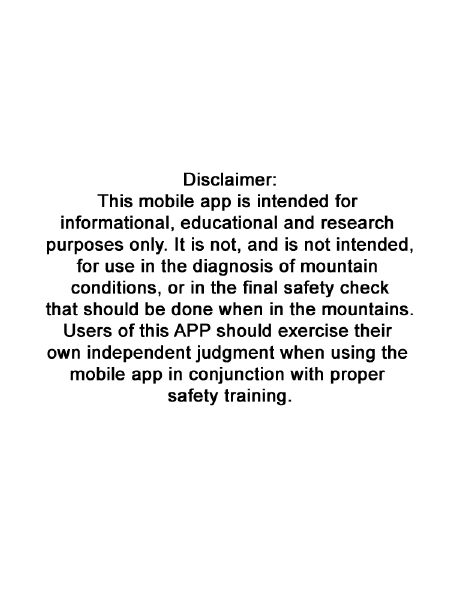 Disclaimer:
This mobile app is intended for
informational, educational and research
purposes only. It is not, and is not intended,
for use in the diagnosis of mountain
conditions, or in the final safety check
that should be done when in the mountains.
Users of this APP should exercise their
own independent judgment when using the
mobile app in conjunction with proper
safety training.